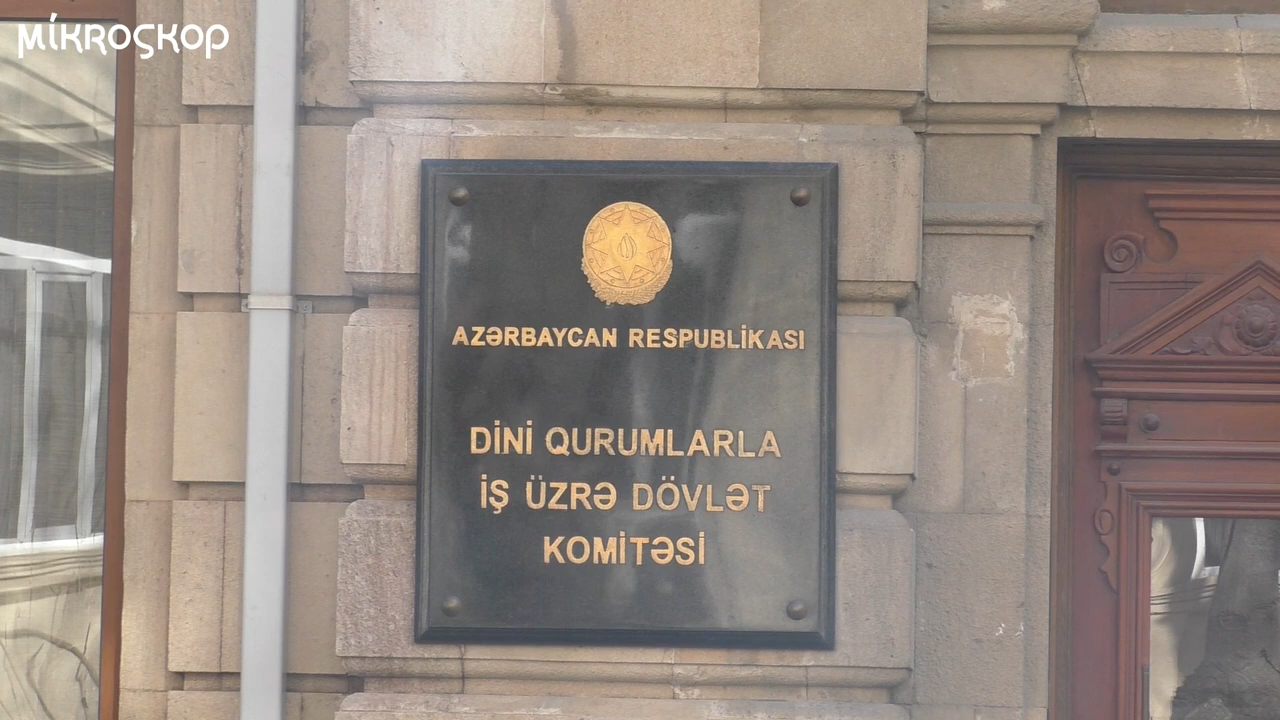 MİKROSKOP
AZƏRBAYCAN RESPUBLİKASI
DİNİ QURUMLARLA
İŞ ÜZRƏ DÖVLƏT
KOMİTƏSİ